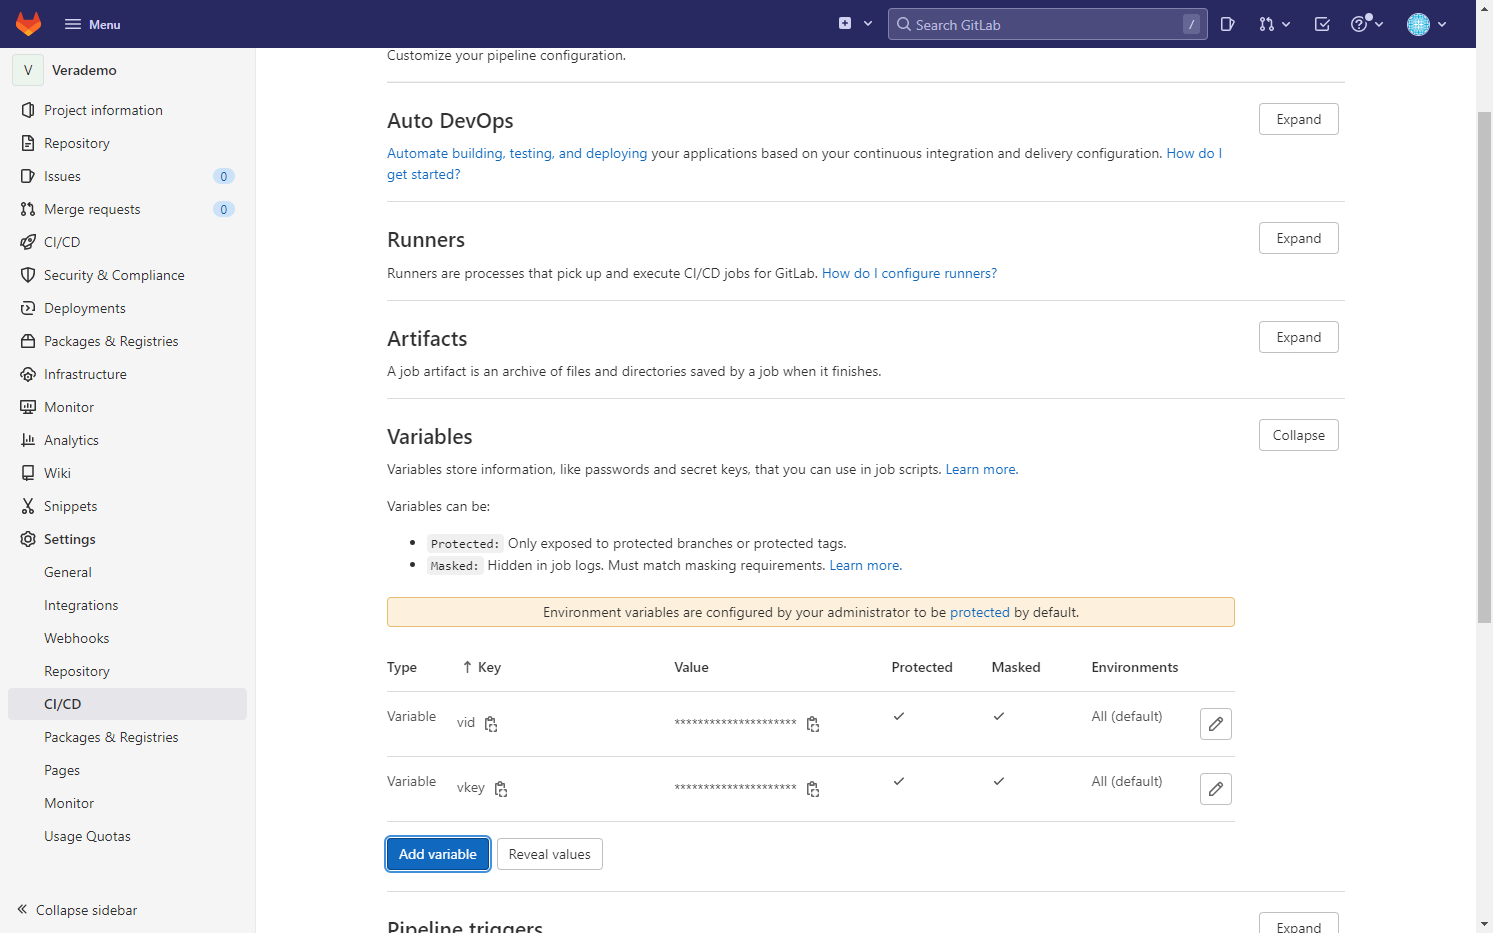 Menu
Search GitLab
/
V
Verademo
Project information
Repository
Issues
0
Merge requests
0
CI/CD
Security & Compliance
Deployments
Packages & Registries
Infrastructure
Monitor
Analytics
Wiki
Snippets
Settings
General
Integrations
Webhooks
Repository
CI/CD
Packages & Registries
Pages
Monitor
Usage Quotas
Collapse sidebar
Customize your pipeline configuration.
Auto DevOps
Expand
Automate building, testing, and deploying your applications based on your continuous integration and delivery configuration. How do I
get started?
Runners
Expand
Runners are processes that pick up and execute CI/CD jobs for GitLab. How do I configure runners?
Artifacts
Expand
A job artifact is an archive of files and directories saved by a job when it finishes.
Variables
Collapse
Variables store information, like passwords and secret keys, that you can use in job scripts. Learn more.
Variables can be:
• Protected: Only exposed to protected branches or protected tags.
• Masked: Hidden in job logs. Must match masking requirements. Learn more.
Environment variables are configured by your administrator to be protected by default.
Type ↑ Key Value Protected Masked Environments
Variable vid ********************* ✓ ✓ All (default)
Variable vkey ********************* ✓ ✓ All (default)
Add variable Reveal values
Pipeline triggers
Expand